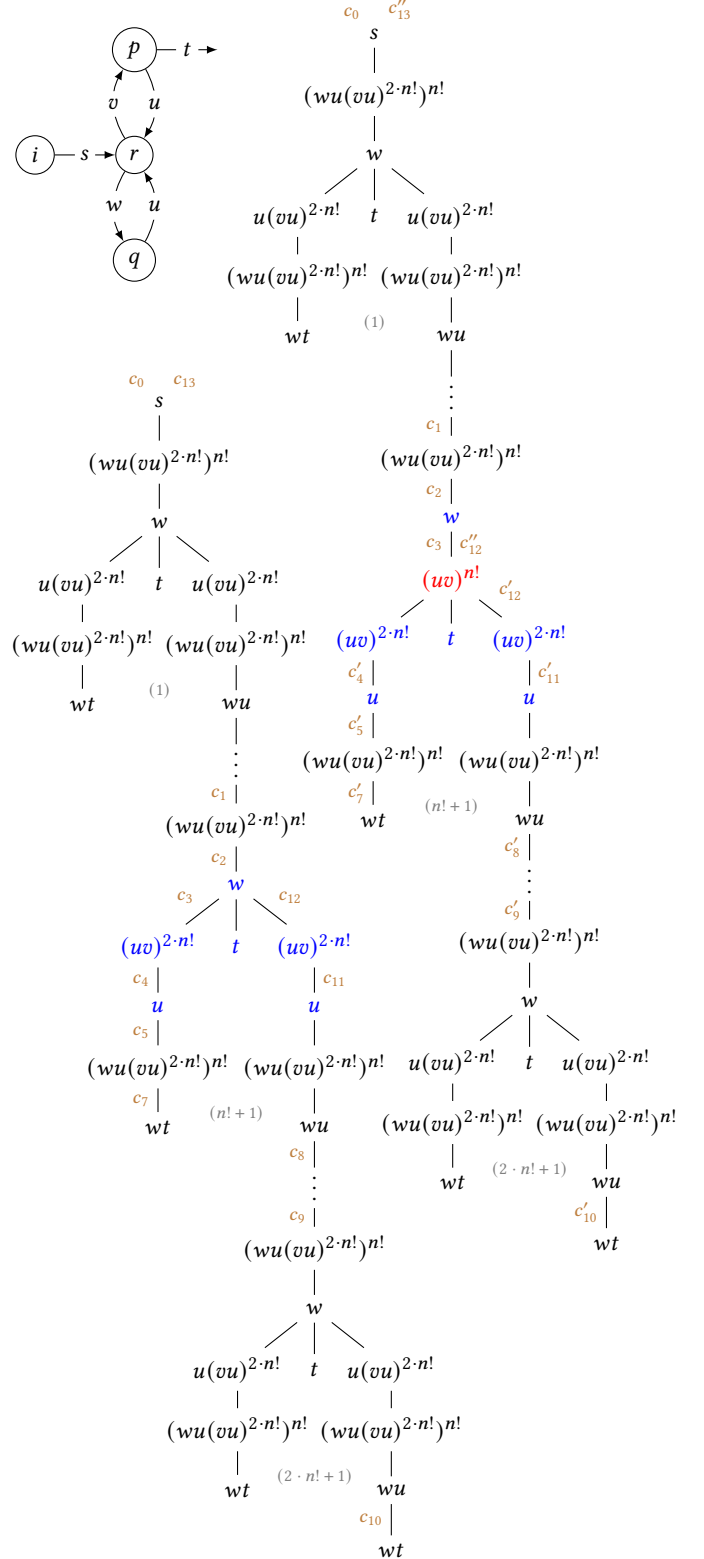 c₀ c″₁₃
s
p t
(wu(vu)^{2·n!})^{n!}
v u
i s r w
w u u(vu)^{2·n!} t u(vu)^{2·n!}
q
(wu(vu)^{2·n!})^{n!} (wu(vu)^{2·n!})^{n!}
wt (1) wu
⋮
c₀ c₁₃
s
c₁
(wu(vu)^{2·n!})^{n!} (wu(vu)^{2·n!})^{n!}
c₂
w w
c₃ c″₁₂
u(vu)^{2·n!} t u(vu)^{2·n!} (uv)^{n!}
c′₁₂
(wu(vu)^{2·n!})^{n!} (wu(vu)^{2·n!})^{n!} (uv)^{2·n!} t (uv)^{2·n!}
c′₄ c′₁₁
wt (1) wu u u
c′₅
⋮ (wu(vu)^{2·n!})^{n!} (wu(vu)^{2·n!})^{n!}
c₁ c′₇
(wu(vu)^{2·n!})^{n!} wt (n!+1) wu
c₂ c′₈
w ⋮
c₃ c₁₂ c′₉
(uv)^{2·n!} t (uv)^{2·n!} (wu(vu)^{2·n!})^{n!}
c₄ c₁₁
u u w
c₅
(wu(vu)^{2·n!})^{n!} (wu(vu)^{2·n!})^{n!} u(vu)^{2·n!} t u(vu)^{2·n!}
c₇
wt (n!+1) wu (wu(vu)^{2·n!})^{n!} (wu(vu)^{2·n!})^{n!}
c₈
⋮ wt (2·n!+1) wu
c₉ c′₁₀
(wu(vu)^{2·n!})^{n!} wt
w
u(vu)^{2·n!} t u(vu)^{2·n!}
(wu(vu)^{2·n!})^{n!} (wu(vu)^{2·n!})^{n!}
wt (2·n!+1) wu
c₁₀
wt